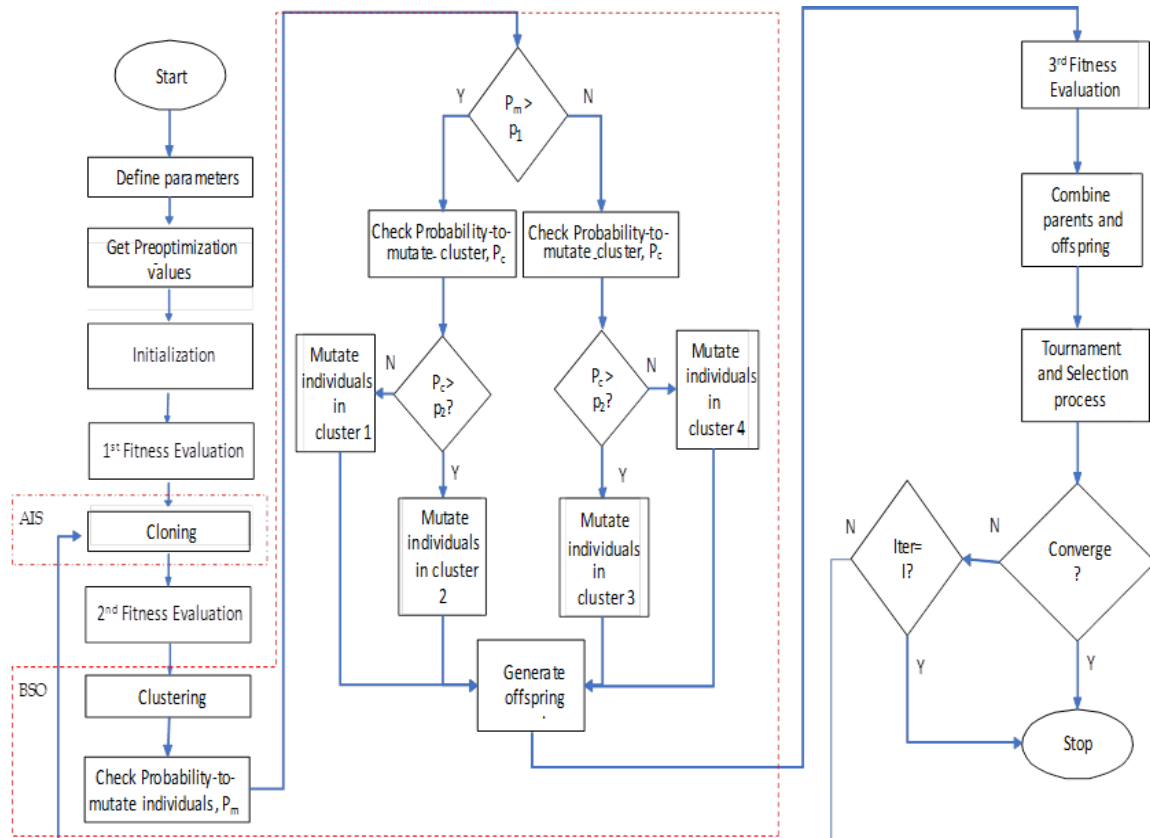 Start
Define parameters
Get Preoptimization
values
Initialization
1st Fitness Evaluation
AIS
Cloning
2nd Fitness Evaluation
BSO
Clustering
Check Probability-to-
mutate individuals, Pm
Pm >
p1
Y
N
Check Probability-to-
mutate- cluster, Pc
Check Probability-to-
mutate -cluster, Pc
Pc >
p2?
N
Y
Mutate
individuals
in
cluster 1
Mutate
individuals
in cluster
2
Pc >
p2?
N
Y
Mutate
individuals
in
cluster 4
Mutate
individuals
in
cluster 3
Generate
offspring
.
3rd Fitness
Evaluation
Combine
parents and
offspring
Tournament
and Selection
process
Converge
?
N
Y
Iter=
I?
N
Y
Stop